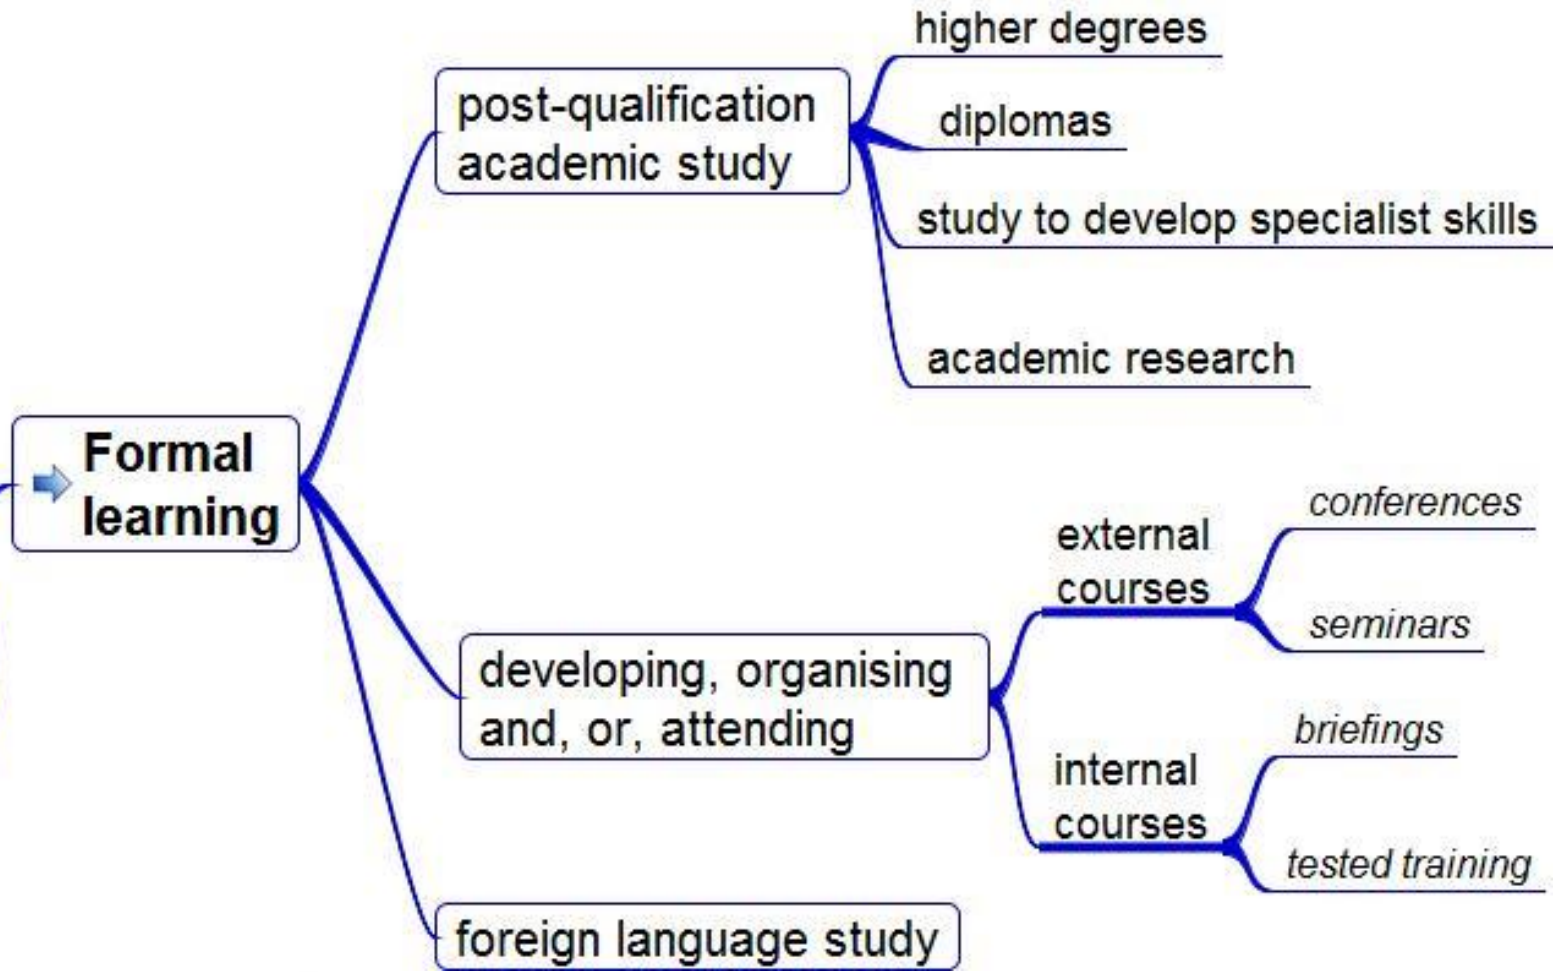 Formal
learning
post-qualification
academic study
higher degrees
diplomas
study to develop specialist skills
academic research
developing, organising
and, or, attending
external
courses
conferences
seminars
internal
courses
briefings
tested training
foreign language study